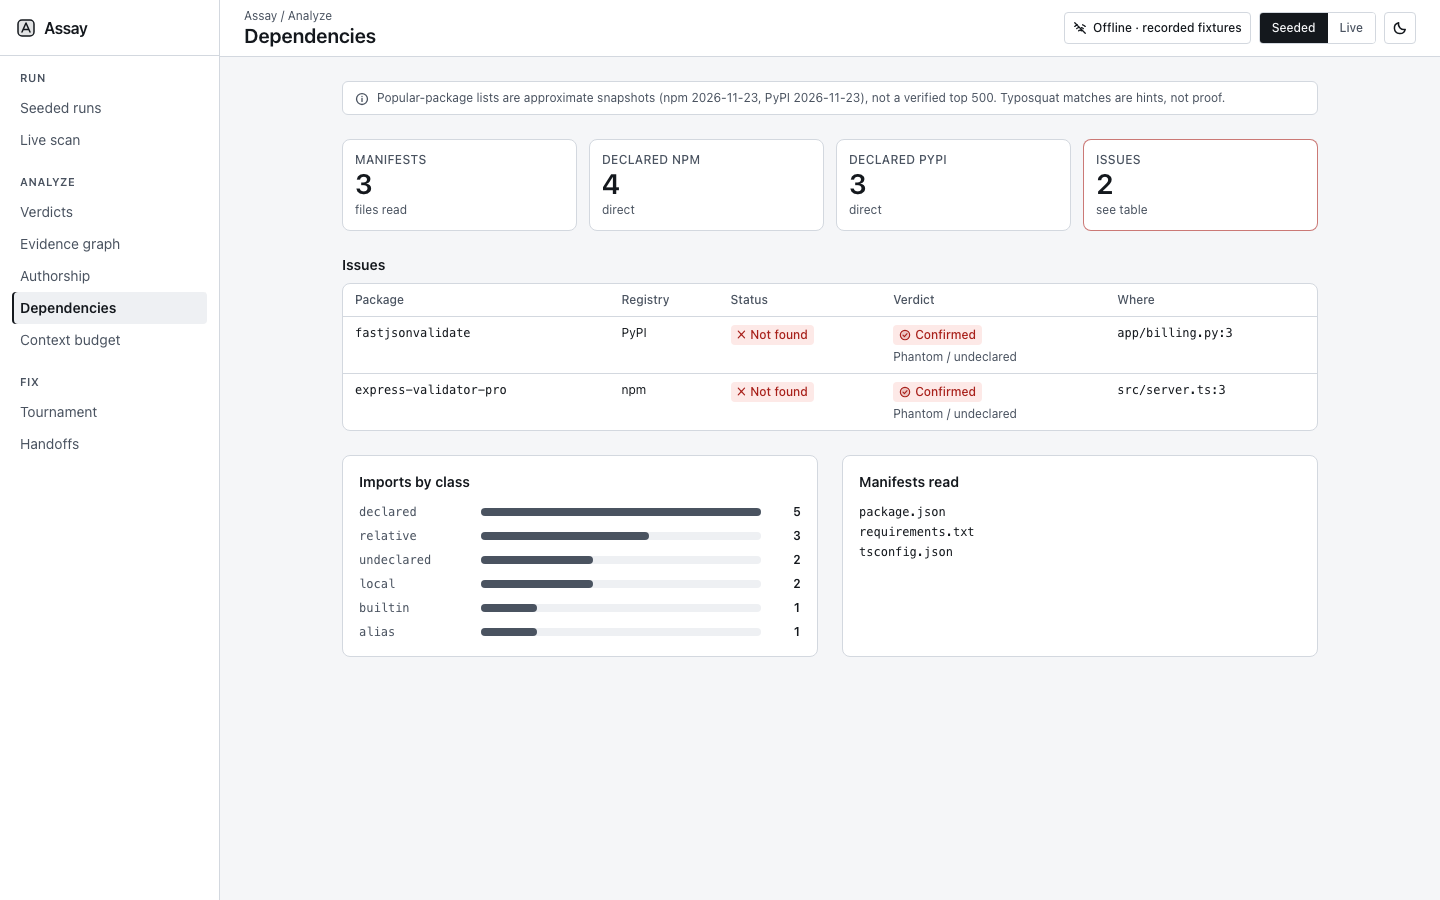 Assay
RUN
Seeded runs
Live scan
ANALYZE
Verdicts
Evidence graph
Authorship
Dependencies
Context budget
FIX
Tournament
Handoffs
Assay / Analyze
Dependencies
Offline · recorded fixtures
Seeded
Live
Popular-package lists are approximate snapshots (npm 2026-11-23, PyPI 2026-11-23), not a verified top 500. Typosquat matches are hints, not proof.
MANIFESTS
3
files read
DECLARED NPM
4
direct
DECLARED PYPI
3
direct
ISSUES
2
see table
Issues
Package Registry Status Verdict Where
fastjsonvalidate PyPI Not found Confirmed app/billing.py:3
Phantom / undeclared
express-validator-pro npm Not found Confirmed src/server.ts:3
Phantom / undeclared
Imports by class
declared 5
relative 3
undeclared 2
local 2
builtin 1
alias 1
Manifests read
package.json
requirements.txt
tsconfig.json